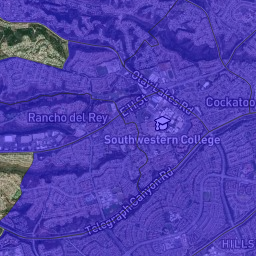 Otay Lakes Rd
E H St
Cockatoo
Rancho del Rey
Southwestern College
Telegraph Canyon Rd
HILLS